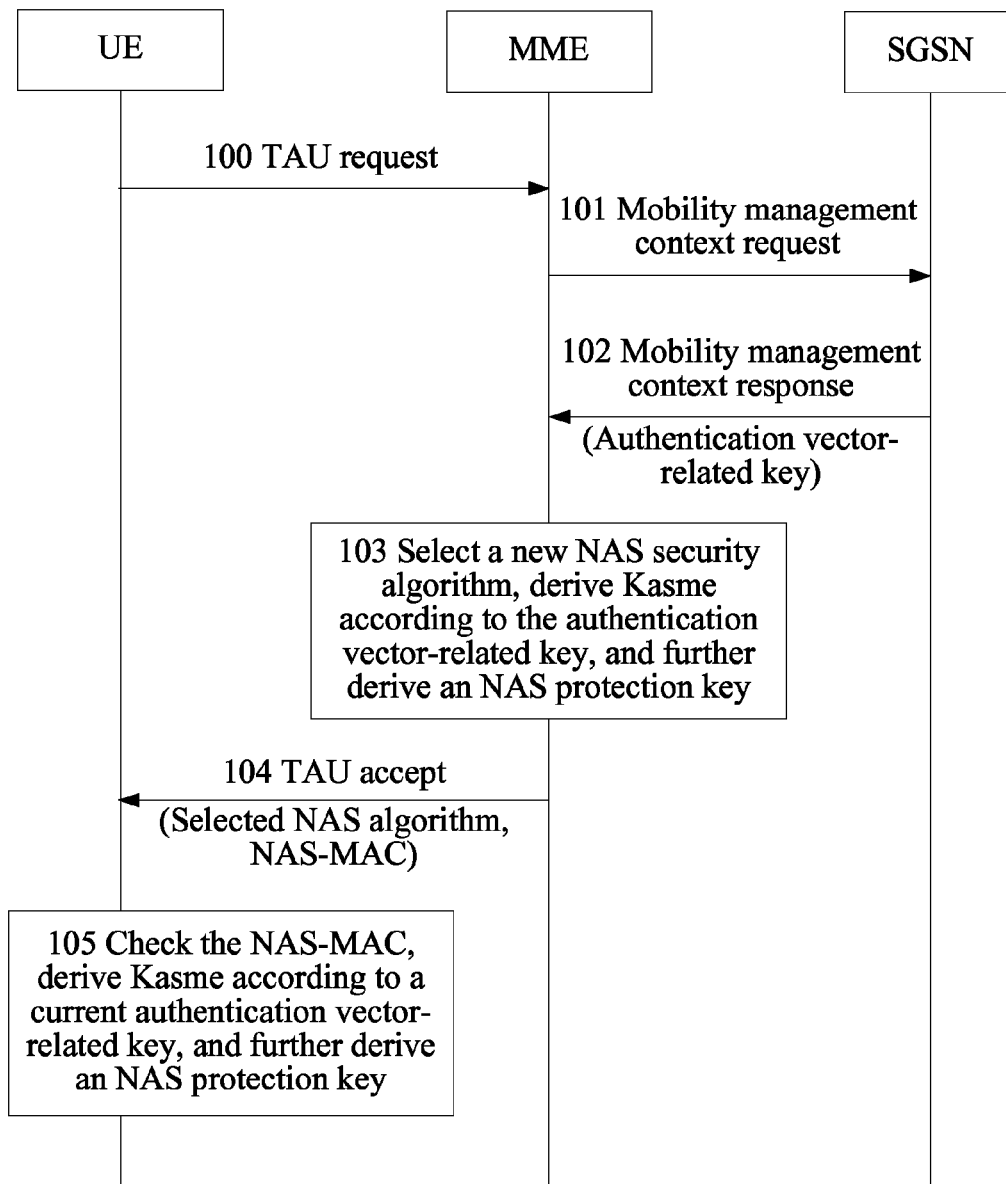 UE
MME
SGSN
100 TAU request
101 Mobility management
context request
102 Mobility management
context response
(Authentication vector-
related key)
103 Select a new NAS security
algorithm, derive Kasme
according to the authentication
vector-related key, and further
derive an NAS protection key
104 TAU accept
(Selected NAS algorithm,
NAS-MAC)
105 Check the NAS-MAC,
derive Kasme according to a
current authentication vector-
related key, and further derive
an NAS protection key